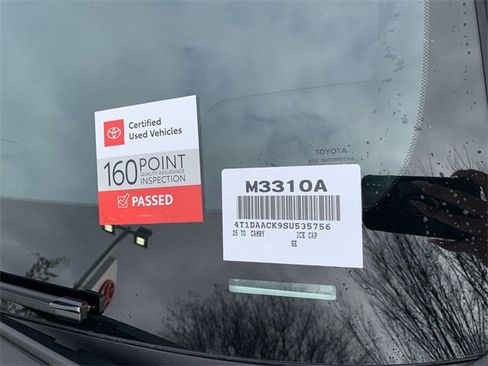 Certified
Used Vehicles
160 POINT
QUALITY ASSURANCE
INSPECTION
PASSED
TOYOTA
M3310A
4T1DAACK9SU535756
25 TO CAMRY ICE CAP
SE